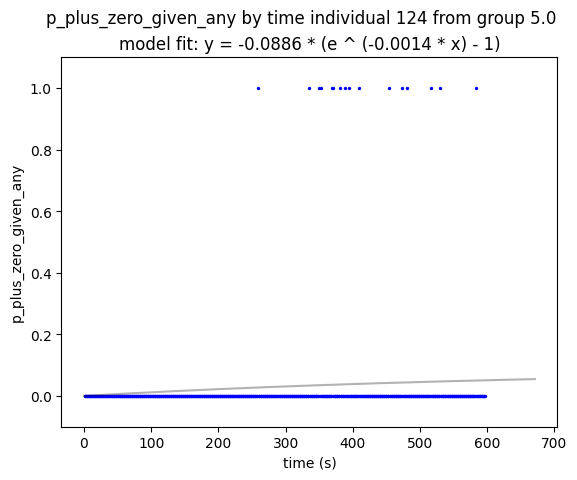 p_plus_zero_given_any by time individual 124 from group 5.0
model fit: y = -0.0886 * (e ^ (-0.0014 * x) - 1)
1.0
0.8
0.6
0.4
0.2
0.0
p_plus_zero_given_any
0 100 200 300 400 500 600 700
time (s)